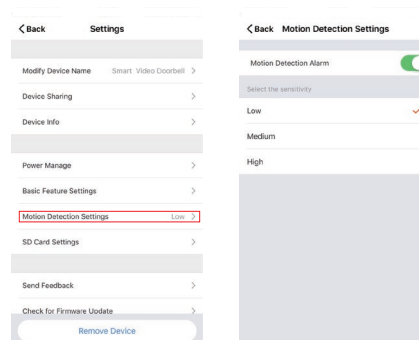 Back Settings
Modify Device Name Smart Video Doorbell
Device Sharing
Device Info
Power Manage
Basic Feature Settings
Motion Detection Settings Low
SD Card Settings
Send Feedback
Check for Firmware Update
Remove Device
Back Motion Detection Settings
Motion Detection Alarm
Select the sensitivity
Low
Medium
High